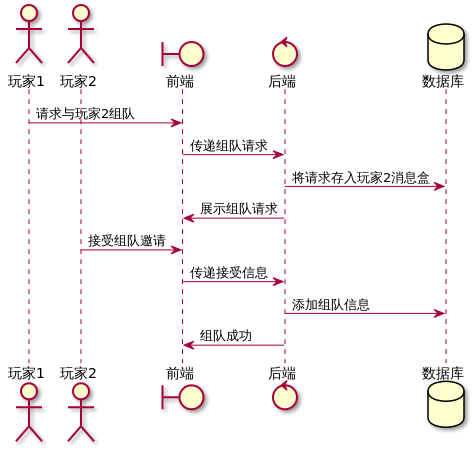 玩家1 玩家2 前端 后端 数据库
请求与玩家2组队
传递组队请求
将请求存入玩家2消息盒
展示组队请求
接受组队邀请
传递接受信息
添加组队信息
组队成功
玩家1 玩家2 前端 后端 数据库